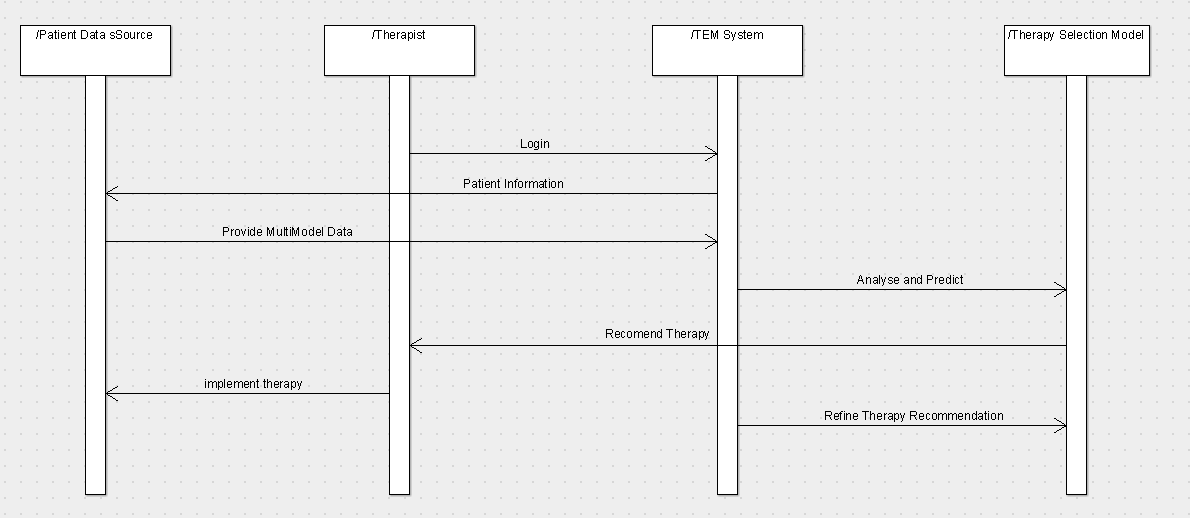 /Patient Data sSource
/Therapist
/TEM System
/Therapy Selection Model
Login
Patient Information
Provide MultiModel Data
Analyse and Predict
Recomend Therapy
implement therapy
Refine Therapy Recommendation